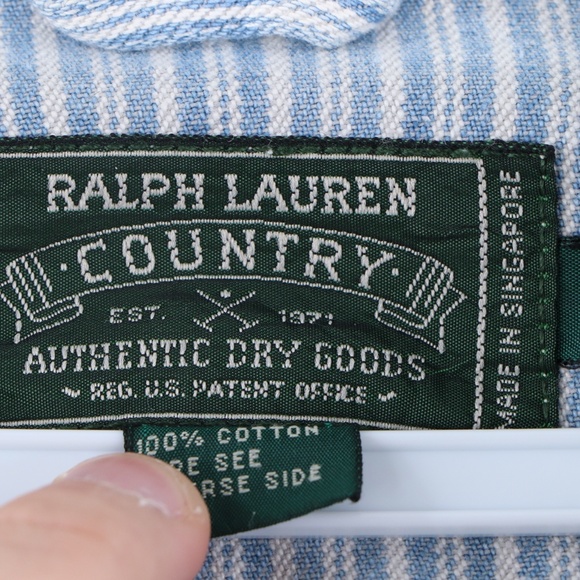 RALPH LAUREN
COUNTRY
EST. 1971
AUTHENTIC DRY GOODS
REG. U.S. PATENT OFFICE
MADE IN SINGAPORE
100% COTTON
SEE
SIDE